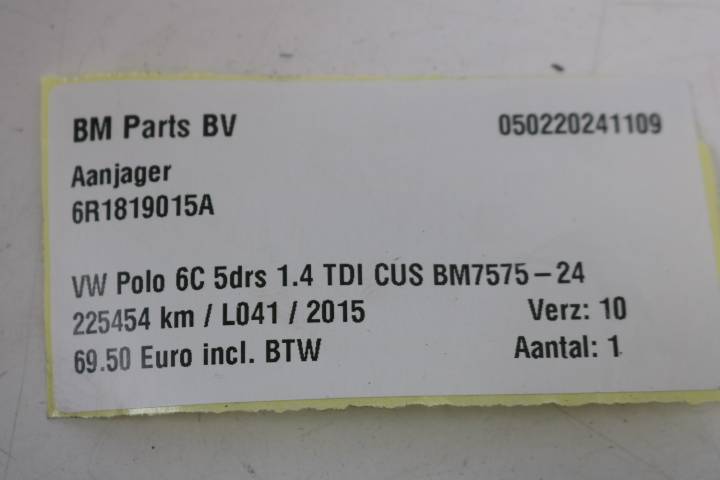 BM Parts BV 050220241109
Aanjager
6R1819015A
VW Polo 6C 5drs 1.4 TDI CUS BM7575-24
225454 km / L041 / 2015 Verz: 10
69.50 Euro incl. BTW Aantal: 1